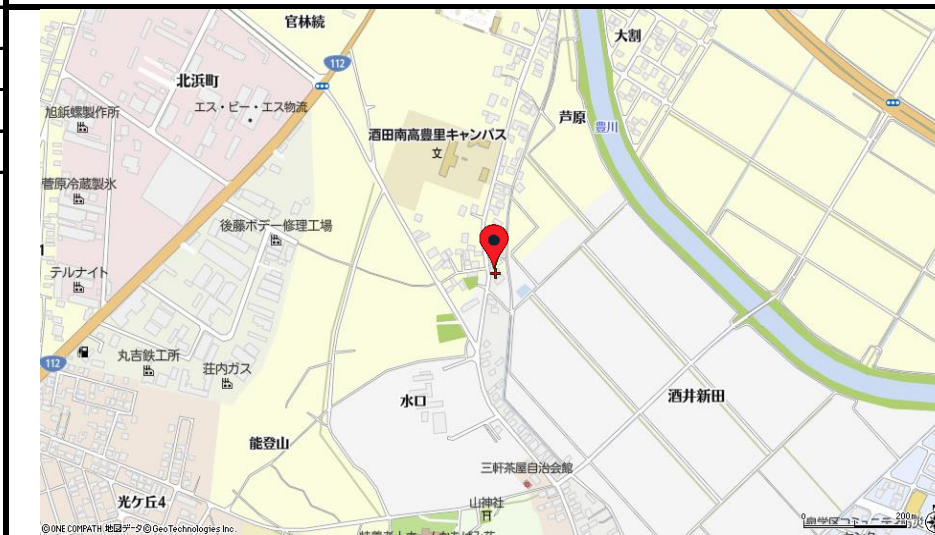 官林続
大割
112
北浜町
エス・ビー・エス物流
旭鋲螺製作所
芦原
豊川
酒田南高豊里キャンパス
文
菅原冷蔵製氷
後藤ボデー修理工場
テルナイト
丸吉鉄工所
荘内ガス
112
水口
酒井新田
能登山
三軒茶屋自治会館
光ケ丘4
山神社
©ONE COMPATH 地図データ©GeoTechnologies Inc.
0 200m